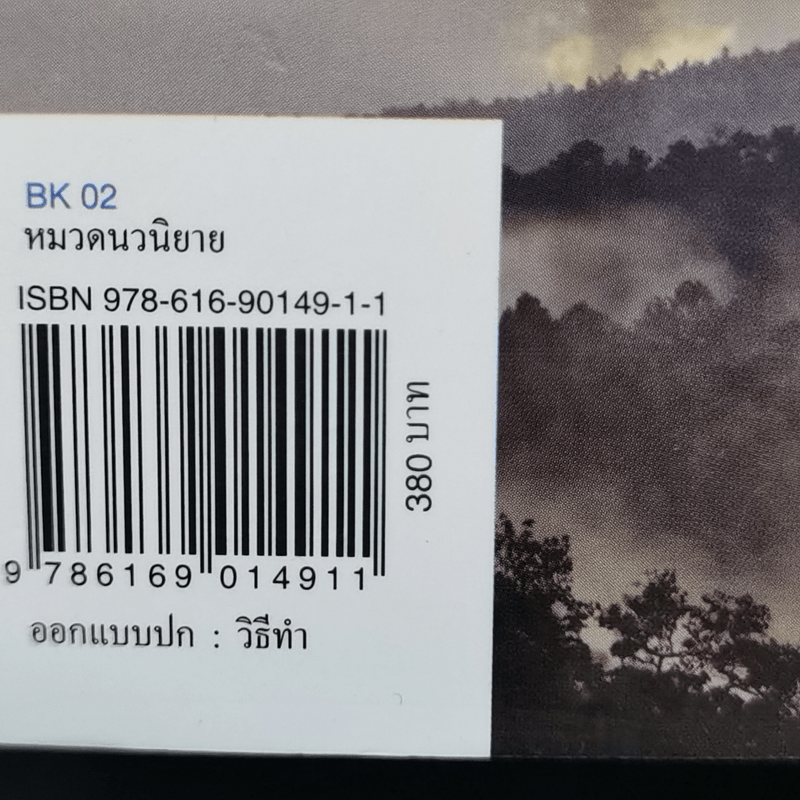 BK 02
หมวดนวนิยาย
ISBN 978-616-90149-1-1
380 บาท
9 786169 014911
ออกแบบปก : วิธีทำ